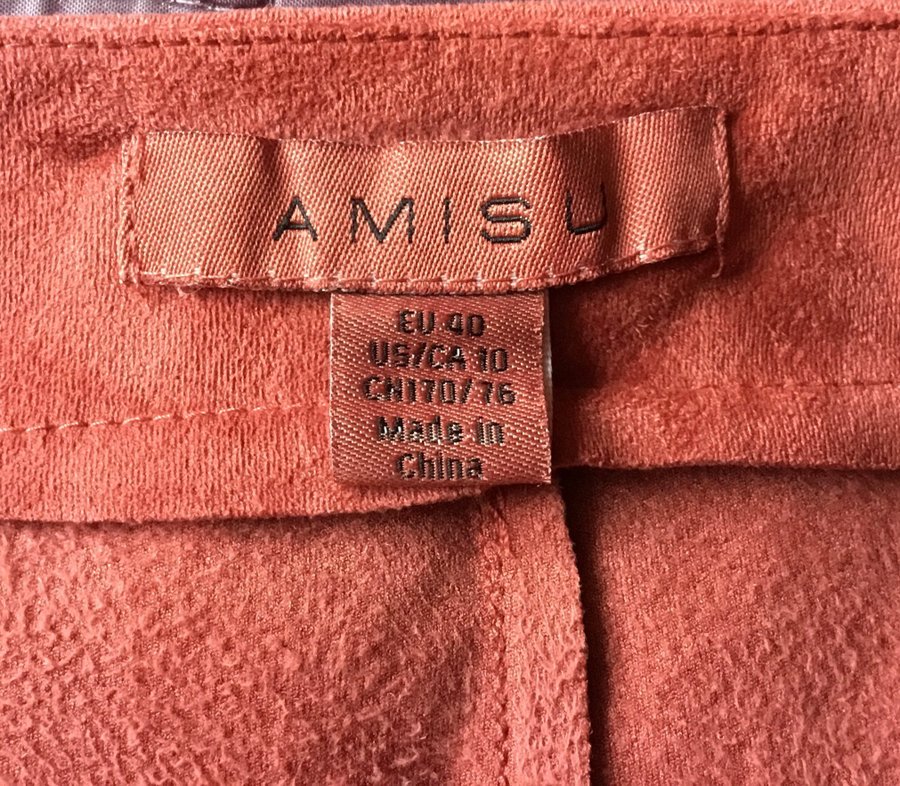 AMISU
EU 40
US/CA 10
CN170/76
Made in
China